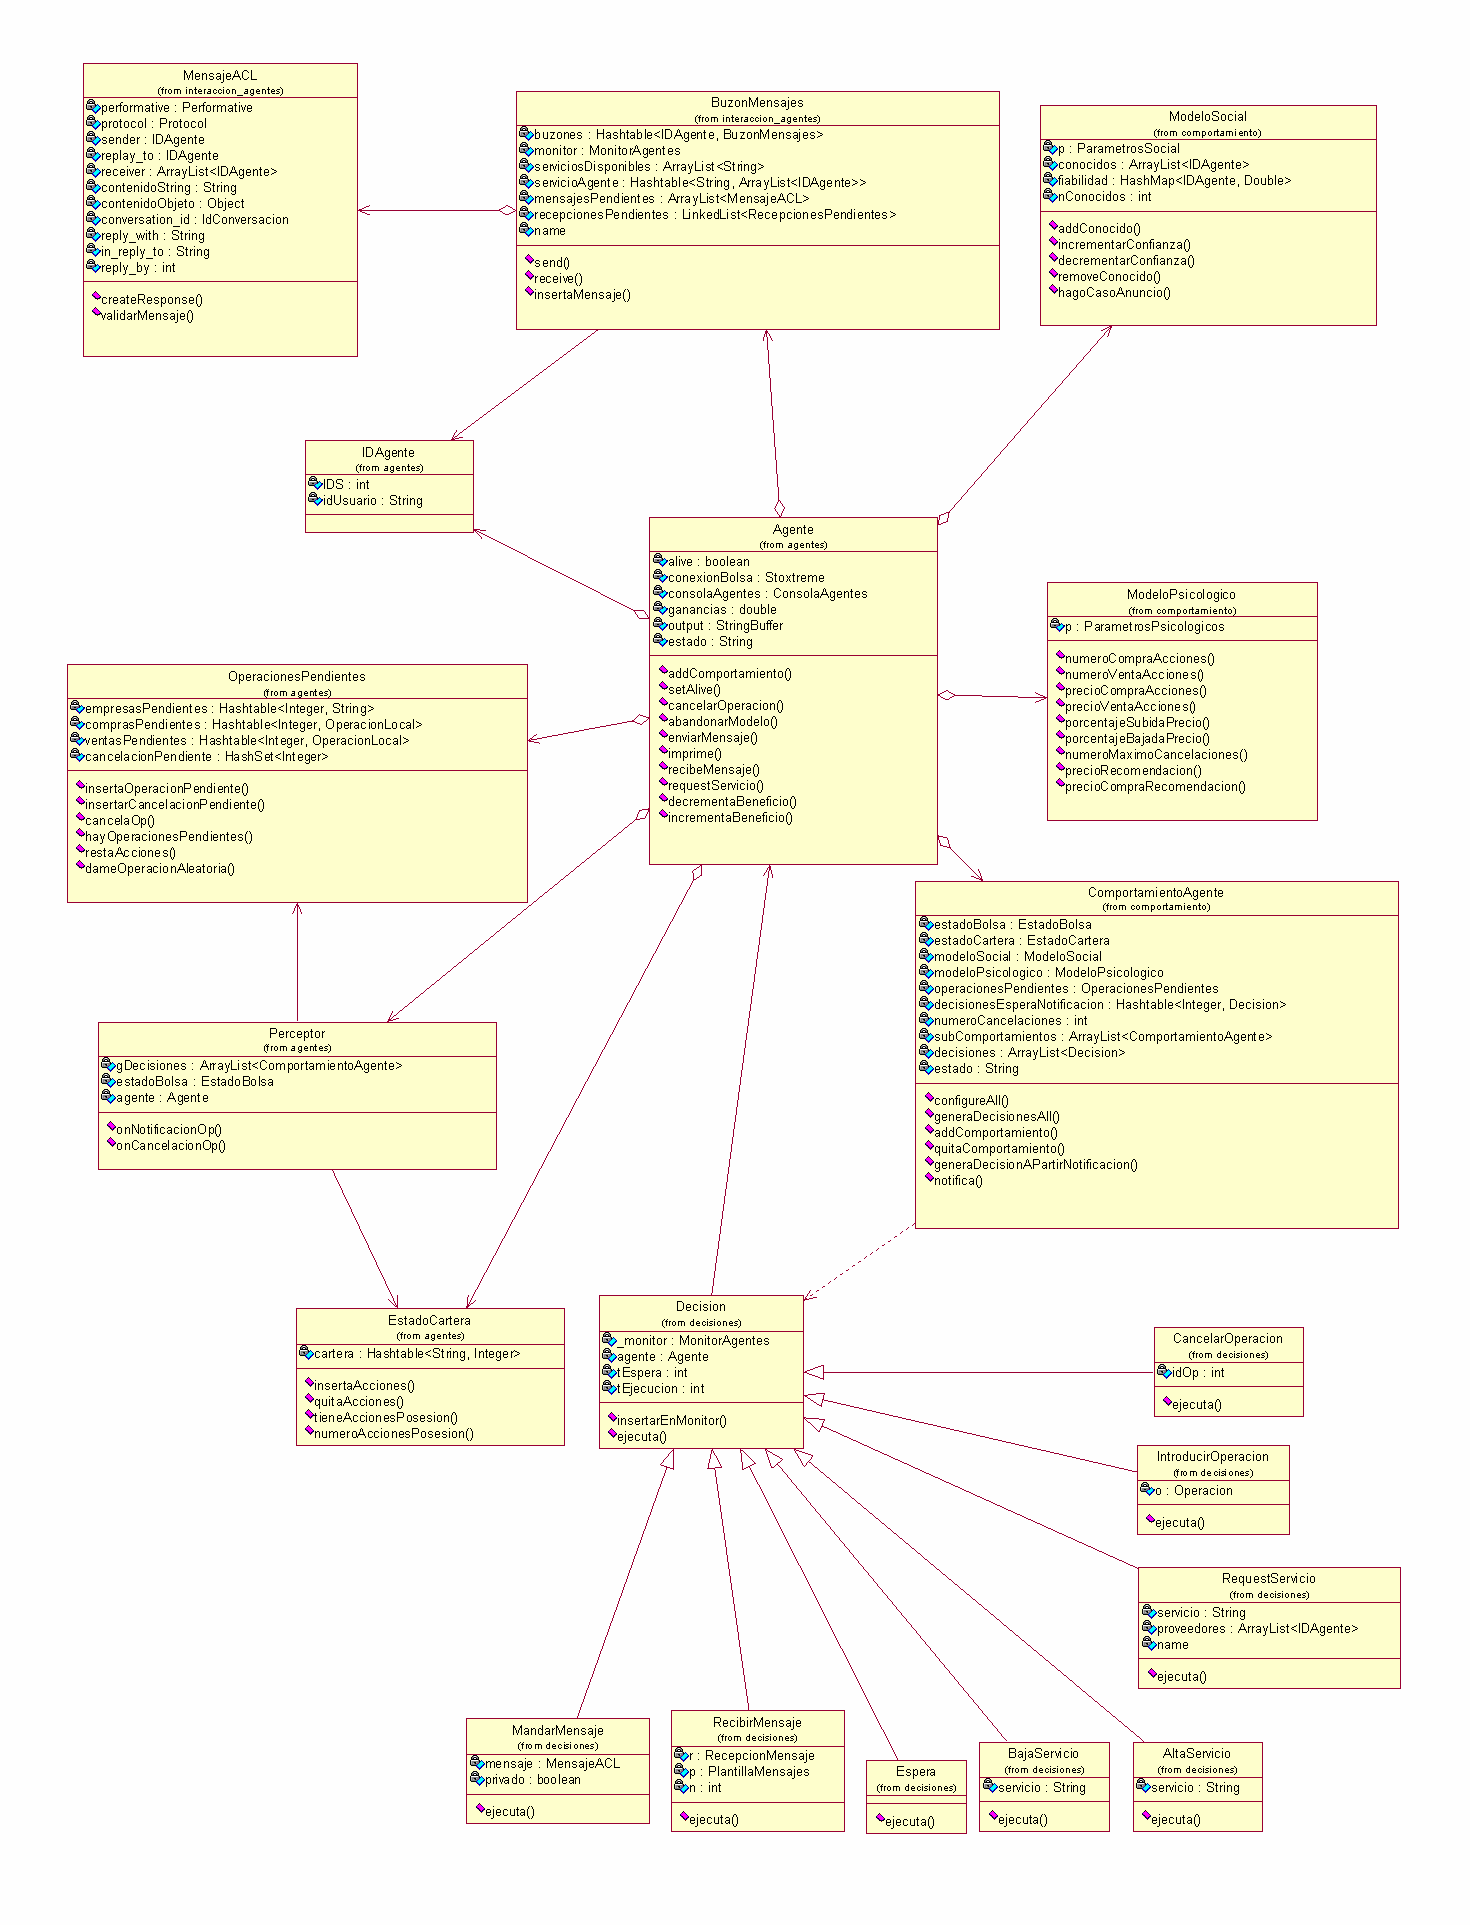 MensajeACL
(from interaccion_agentes)
performative : Performative
protocol : Protocol
sender : IDAgente
replay_to : IDAgente
receiver : ArrayList<IDAgente>
contenidoString : String
contenidoObjeto : Object
conversation_id : IdConversacion
reply_with : String
in_reply_to : String
reply_by : int
createResponse()
validarMensaje()
BuzonMensajes
(from interaccion_agentes)
buzones : Hashtable<IDAgente, BuzonMensajes>
monitor : MonitorAgentes
serviciosDisponibles : ArrayList<String>
servicioAgente : Hashtable<String, ArrayList<IDAgente>>
mensajesPendientes : ArrayList<MensajeACL>
recepcionesPendientes : LinkedList<RecepcionesPendientes>
name
send()
receive()
insertaMensaje()
ModeloSocial
(from comportamiento)
p : ParametrosSocial
conocidos : ArrayList<IDAgente>
fiabilidad : HashMap<IDAgente, Double>
nConocidos : int
addConocido()
incrementarConfianza()
decrementarConfianza()
removeConocido()
hagoCasoAnuncio()
IDAgente
(from agentes)
IDS : int
idUsuario : String
Agente
(from agentes)
alive : boolean
conexionBolsa : Stoxtreme
consolaAgentes : ConsolaAgentes
ganancias : double
output : StringBuffer
estado : String
addComportamiento()
setAlive()
cancelarOperacion()
abandonarModelo()
enviarMensaje()
imprime()
recibeMensaje()
requestServicio()
decrementaBeneficio()
incrementaBeneficio()
ModeloPsicologico
(from comportamiento)
p : ParametrosPsicologicos
numeroCompraAcciones()
numeroVentaAcciones()
precioCompraAcciones()
precioVentaAcciones()
porcentajeSubidaPrecio()
porcentajeBajadaPrecio()
numeroMaximoCancelaciones()
precioRecomendacion()
precioCompraRecomendacion()
OperacionesPendientes
(from agentes)
empresasPendientes : Hashtable<Integer, String>
comprasPendientes : Hashtable<Integer, OperacionLocal>
ventasPendientes : Hashtable<Integer, OperacionLocal>
cancelacionPendiente : HashSet<Integer>
insertaOperacionPendiente()
insertarCancelacionPendiente()
cancelaOp()
hayOperacionesPendientes()
restaAcciones()
dameOperacionAleatoria()
ComportamientoAgente
(from comportamiento)
estadoBolsa : EstadoBolsa
estadoCartera : EstadoCartera
modeloSocial : ModeloSocial
modeloPsicologico : ModeloPsicologico
operacionesPendientes : OperacionesPendientes
decisionesEsperaNotificacion : Hashtable<Integer, Decision>
numeroCancelaciones : int
subComportamientos : ArrayList<ComportamientoAgente>
decisiones : ArrayList<Decision>
estado : String
configureAll()
generaDecisionesAll()
addComportamiento()
quitaComportamiento()
generaDecisionAPartirNotificacion()
notifica()
Perceptor
(from agentes)
gDecisiones : ArrayList<ComportamientoAgente>
estadoBolsa : EstadoBolsa
agente : Agente
onNotificacionOp()
onCancelacionOp()
EstadoCartera
(from agentes)
cartera : Hashtable<String, Integer>
insertaAcciones()
quitaAcciones()
tieneAccionesPosesion()
numeroAccionesPosesion()
Decision
(from decisiones)
_monitor : MonitorAgentes
agente : Agente
tEspera : int
tEjecucion : int
insertarEnMonitor()
ejecuta()
CancelarOperacion
(from decisiones)
idOp : int
ejecuta()
IntroducirOperacion
(from decisiones)
o : Operacion
ejecuta()
RequestServicio
(from decisiones)
servicio : String
proveedores : ArrayList<IDAgente>
name
ejecuta()
MandarMensaje
(from decisiones)
mensaje : MensajeACL
privado : boolean
ejecuta()
RecibirMensaje
(from decisiones)
r : RecepcionMensaje
p : PlantillaMensajes
n : int
ejecuta()
Espera
(from decisiones)
ejecuta()
BajaServicio
(from decisiones)
servicio : String
ejecuta()
AltaServicio
(from decisiones)
servicio : String
ejecuta()